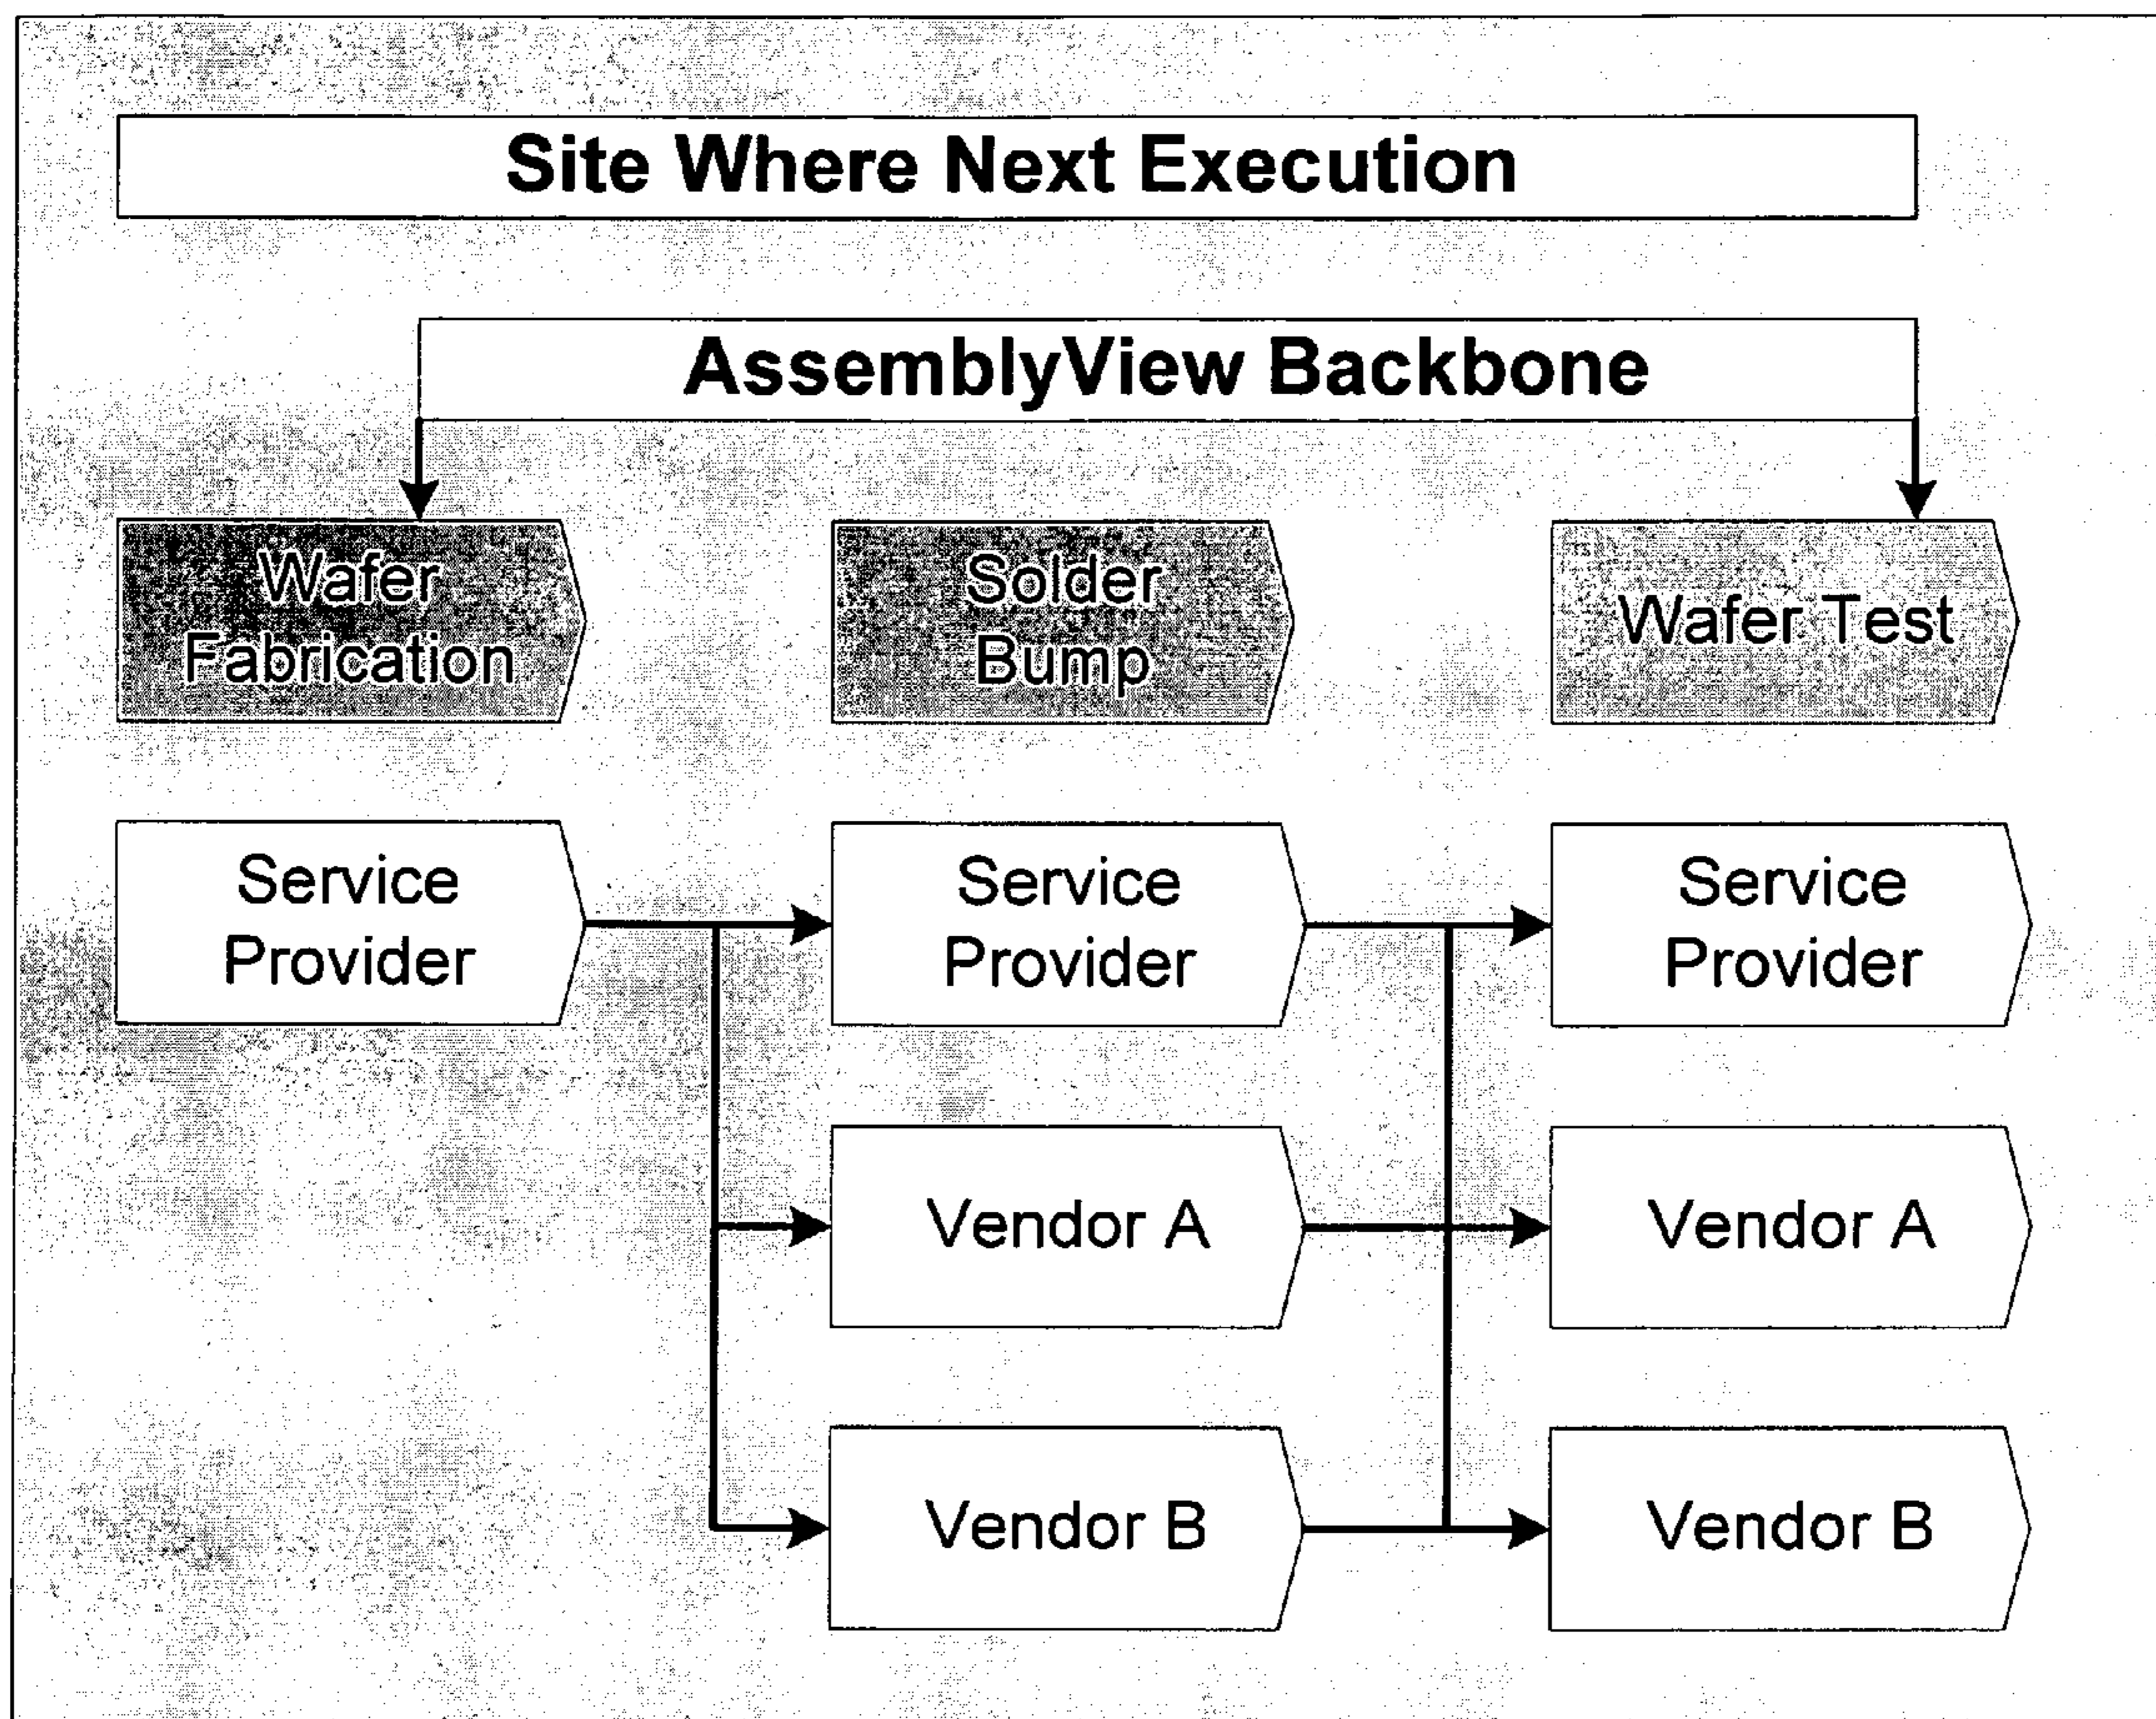 Site Where Next Execution
AssemblyView Backbone
Wafer
Fabrication
Solder
Bump
Wafer Test
Service
Provider
Service
Provider
Service
Provider
Vendor A
Vendor A
Vendor B
Vendor B